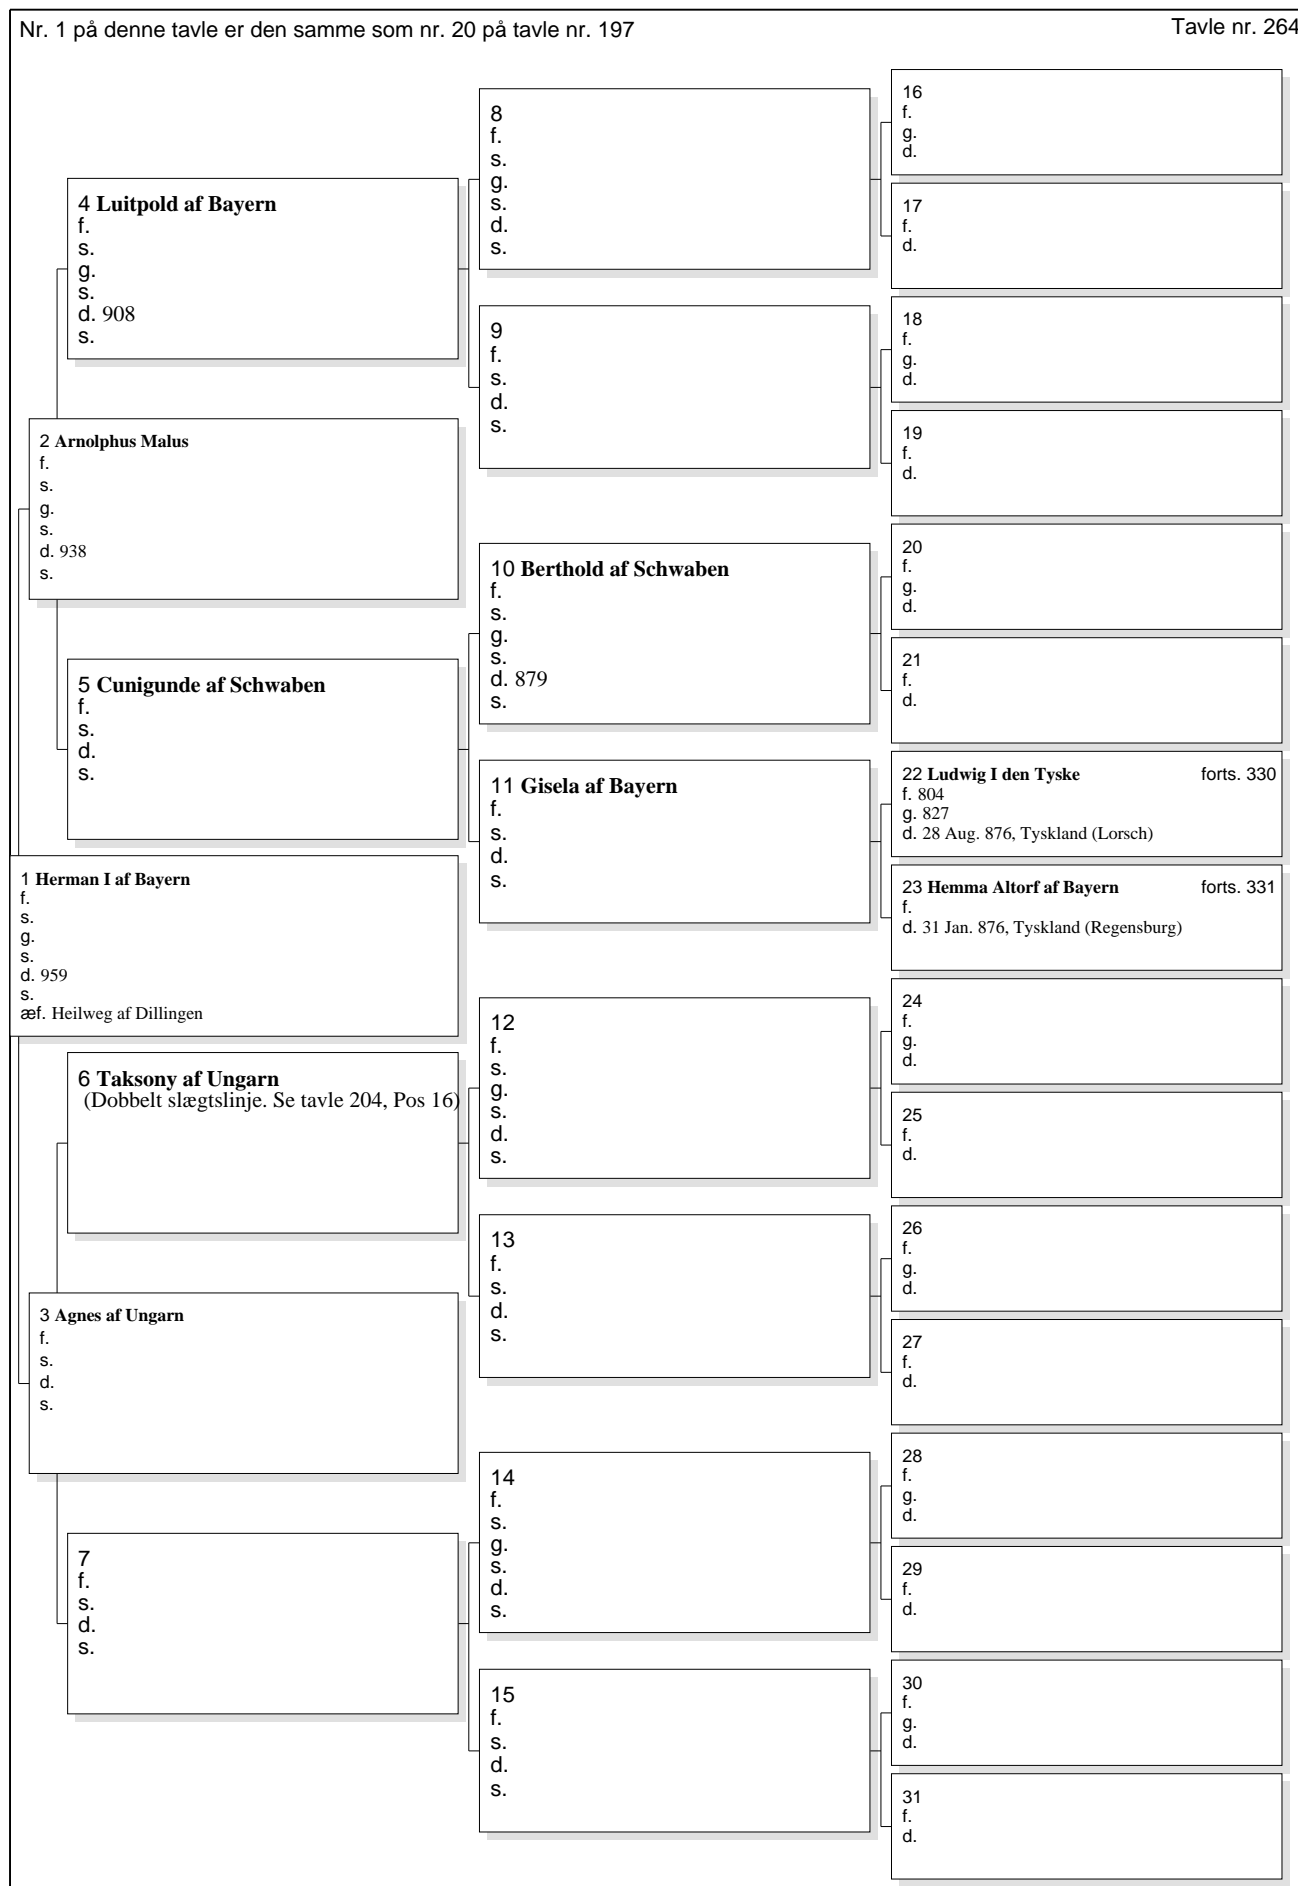 Nr. 1 på denne tavle er den samme som nr. 20 på tavle nr. 197
Tavle nr. 264
1 Herman I af Bayern
f.
s.
g.
s.
d. 959
s.
æf. Heilweg af Dillingen
2 Arnolphus Malus
f.
s.
g.
s.
d. 938
s.
3 Agnes af Ungarn
f.
s.
d.
s.
4 Luitpold af Bayern
f.
s.
g.
s.
d. 908
s.
5 Cunigunde af Schwaben
f.
s.
d.
s.
6 Taksony af Ungarn
(Dobbelt slægtslinje. Se tavle 204, Pos 16)
7
f.
s.
d.
s.
8
f.
s.
g.
s.
d.
s.
9
f.
s.
d.
s.
10 Berthold af Schwaben
f.
s.
g.
s.
d. 879
s.
11 Gisela af Bayern
f.
s.
d.
s.
12
f.
s.
g.
s.
d.
s.
13
f.
s.
d.
s.
14
f.
s.
g.
s.
d.
s.
15
f.
s.
d.
s.
16
f.
g.
d.
17
f.
d.
18
f.
g.
d.
19
f.
d.
20
f.
g.
d.
21
f.
d.
22 Ludwig I den Tyske forts. 330
f. 804
g. 827
d. 28 Aug. 876, Tyskland (Lorsch)
23 Hemma Altorf af Bayern forts. 331
f.
d. 31 Jan. 876, Tyskland (Regensburg)
24
f.
g.
d.
25
f.
d.
26
f.
g.
d.
27
f.
d.
28
f.
g.
d.
29
f.
d.
30
f.
g.
d.
31
f.
d.